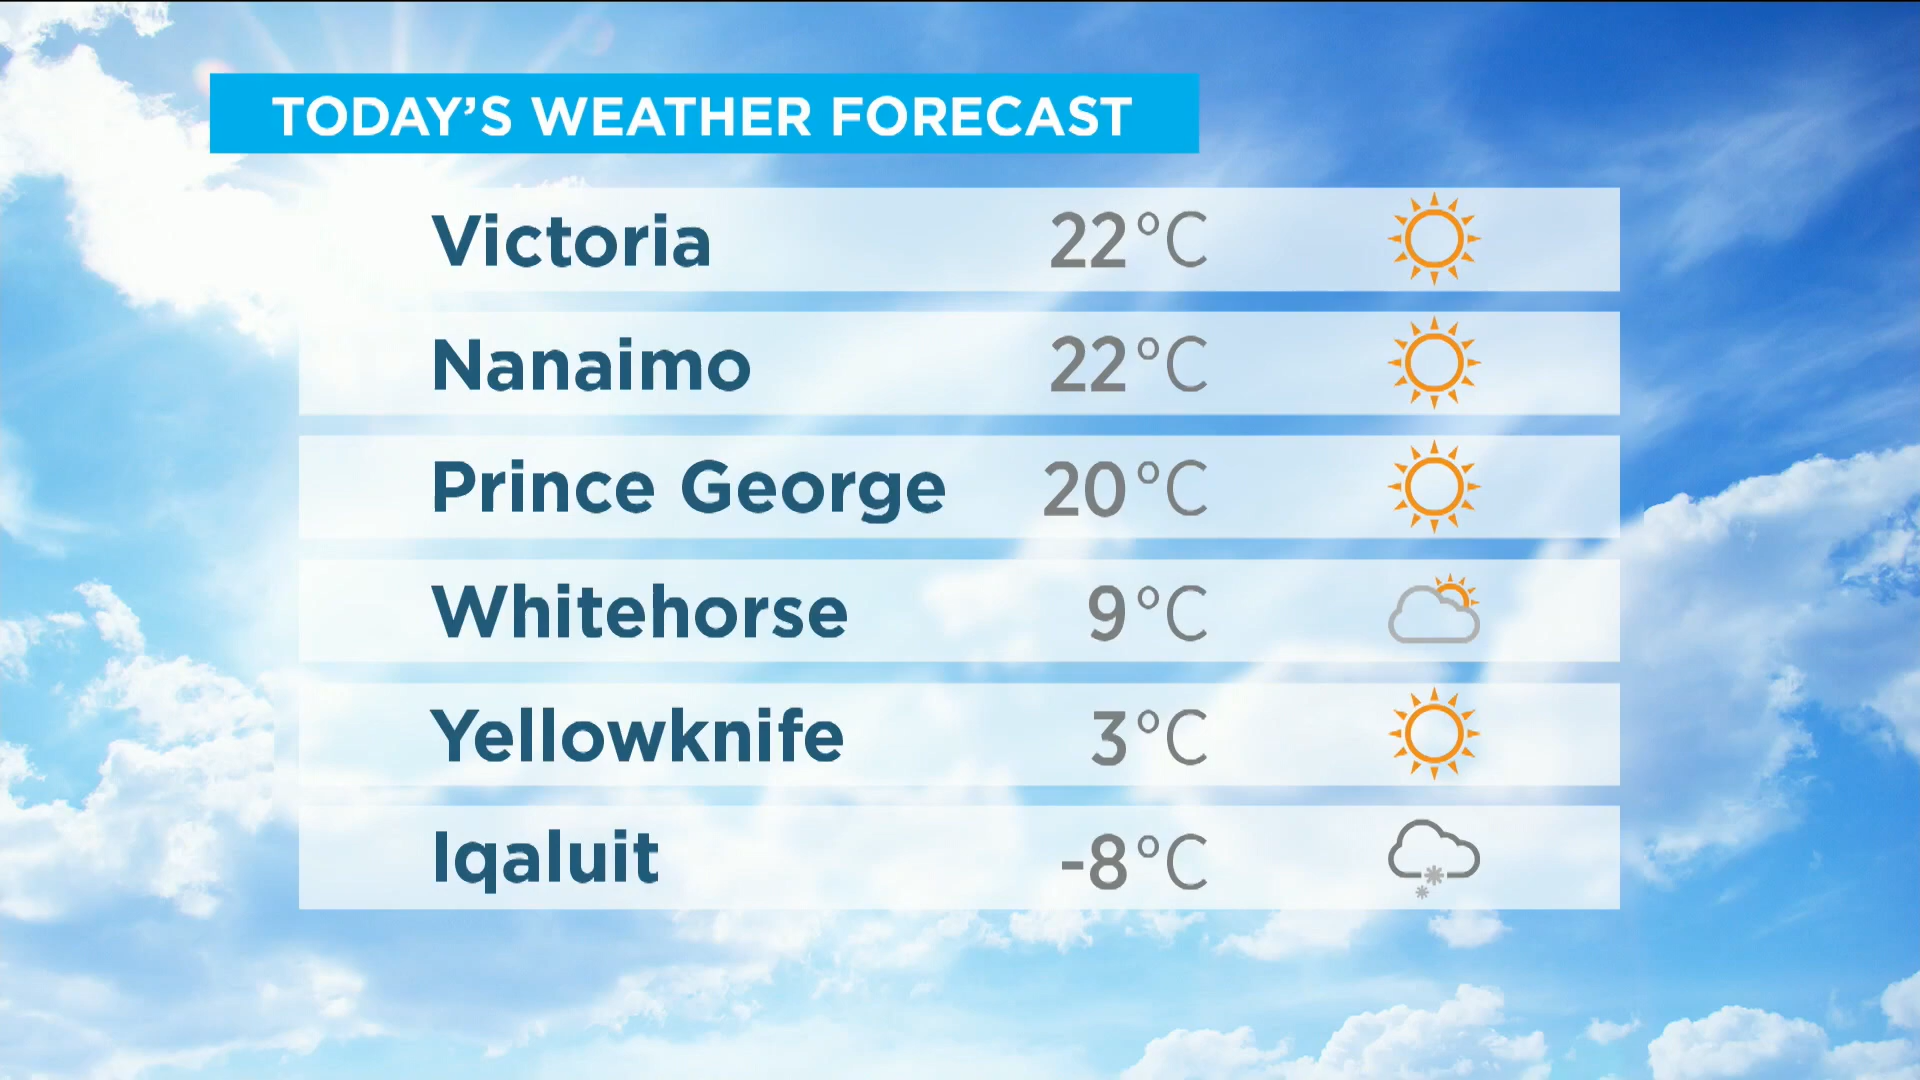 TODAY’S WEATHER FORECAST
Victoria 22°C
Nanaimo 22°C
Prince George 20°C
Whitehorse 9°C
Yellowknife 3°C
Iqaluit -8°C